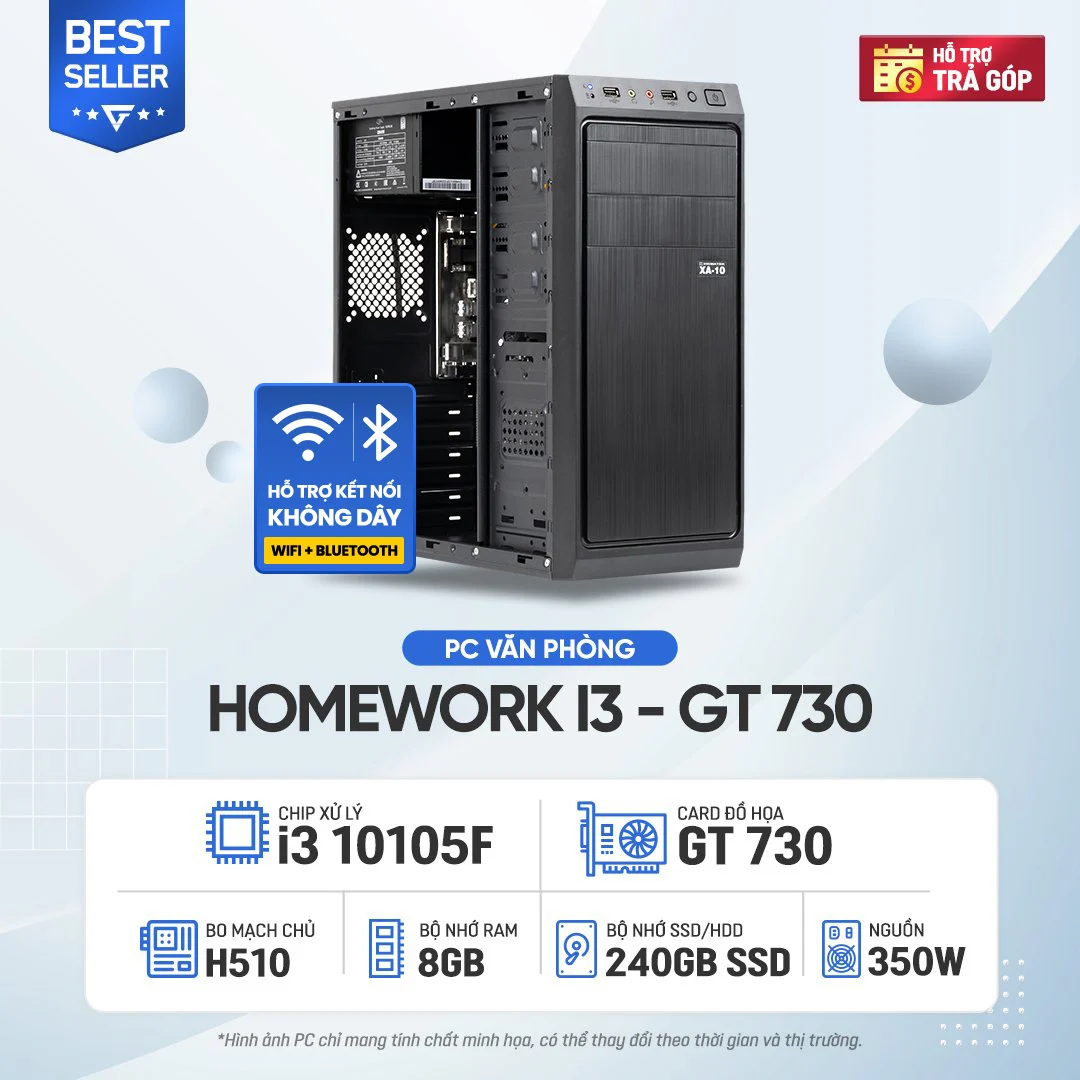 BEST
SELLER
HỖ TRỢ
TRẢ GÓP
XA-10
HỖ TRỢ KẾT NỐI
KHÔNG DÂY
WIFI + BLUETOOTH
PC VĂN PHÒNG
HOMEWORK I3 - GT 730
CHIP XỬ LÝ
i3 10105F
CARD ĐỒ HỌA
GT 730
BO MẠCH CHỦ
H510
BỘ NHỚ RAM
8GB
BỘ NHỚ SSD/HDD
240GB SSD
NGUỒN
350W
*Hình ảnh PC chỉ mang tính chất minh họa, có thể thay đổi theo thời gian và thị trường.